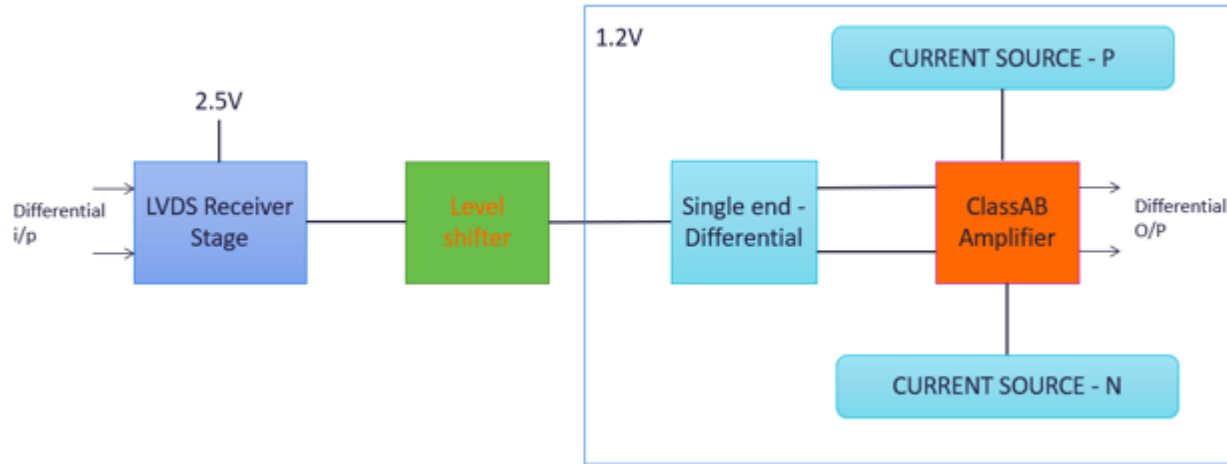 1.2V
CURRENT SOURCE - P
2.5V
Differential
i/p
LVDS Receiver
Stage
Level
shifter
Single end -
Differential
ClassAB
Amplifier
Differential
O/P
CURRENT SOURCE - N